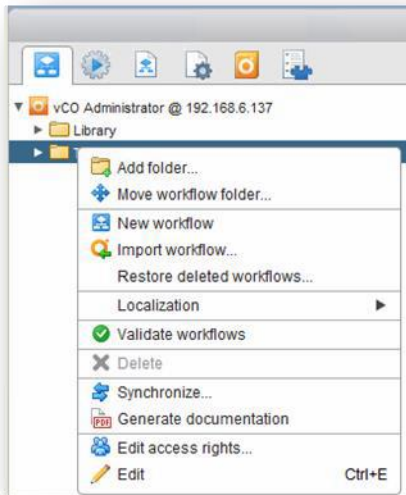 vCO Administrator @ 192.168.6.137
Library
Add folder...
Move workflow folder...
New workflow
Import workflow...
Restore deleted workflows...
Localization
Validate workflows
Delete
Synchronize...
PDF Generate documentation
Edit access rights...
Edit Ctrl+E